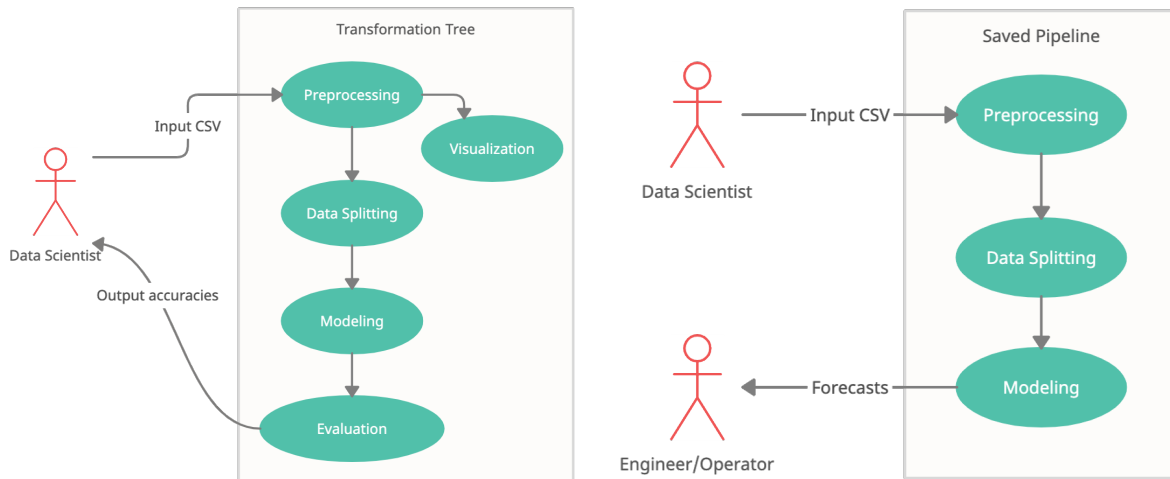 Transformation Tree
Preprocessing
Input CSV
Visualization
Data Splitting
Data Scientist
Output accuracies
Modeling
Evaluation
Saved Pipeline
Input CSV
Preprocessing
Data Scientist
Data Splitting
Forecasts
Modeling
Engineer/Operator